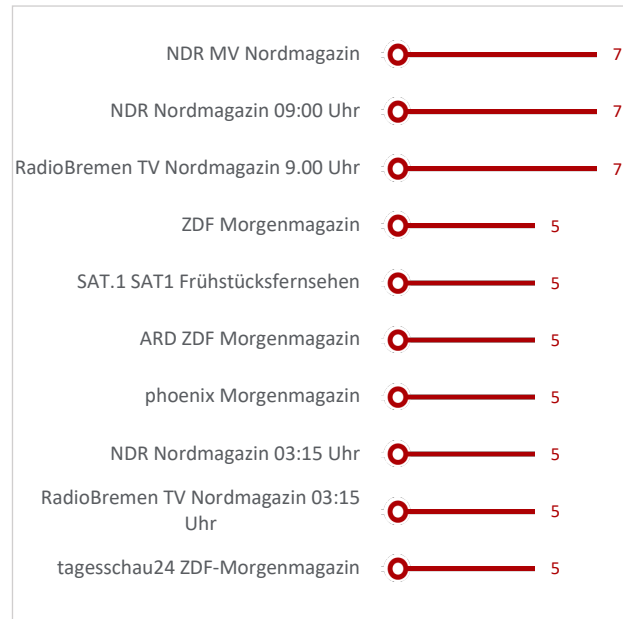 NDR MV Nordmagazin 7
NDR Nordmagazin 09:00 Uhr 7
RadioBremen TV Nordmagazin 9.00 Uhr 7
ZDF Morgenmagazin 5
SAT.1 SAT1 Frühstücksfernsehen 5
ARD ZDF Morgenmagazin 5
phoenix Morgenmagazin 5
NDR Nordmagazin 03:15 Uhr 5
RadioBremen TV Nordmagazin 03:15
Uhr 5
tagesschau24 ZDF-Morgenmagazin 5